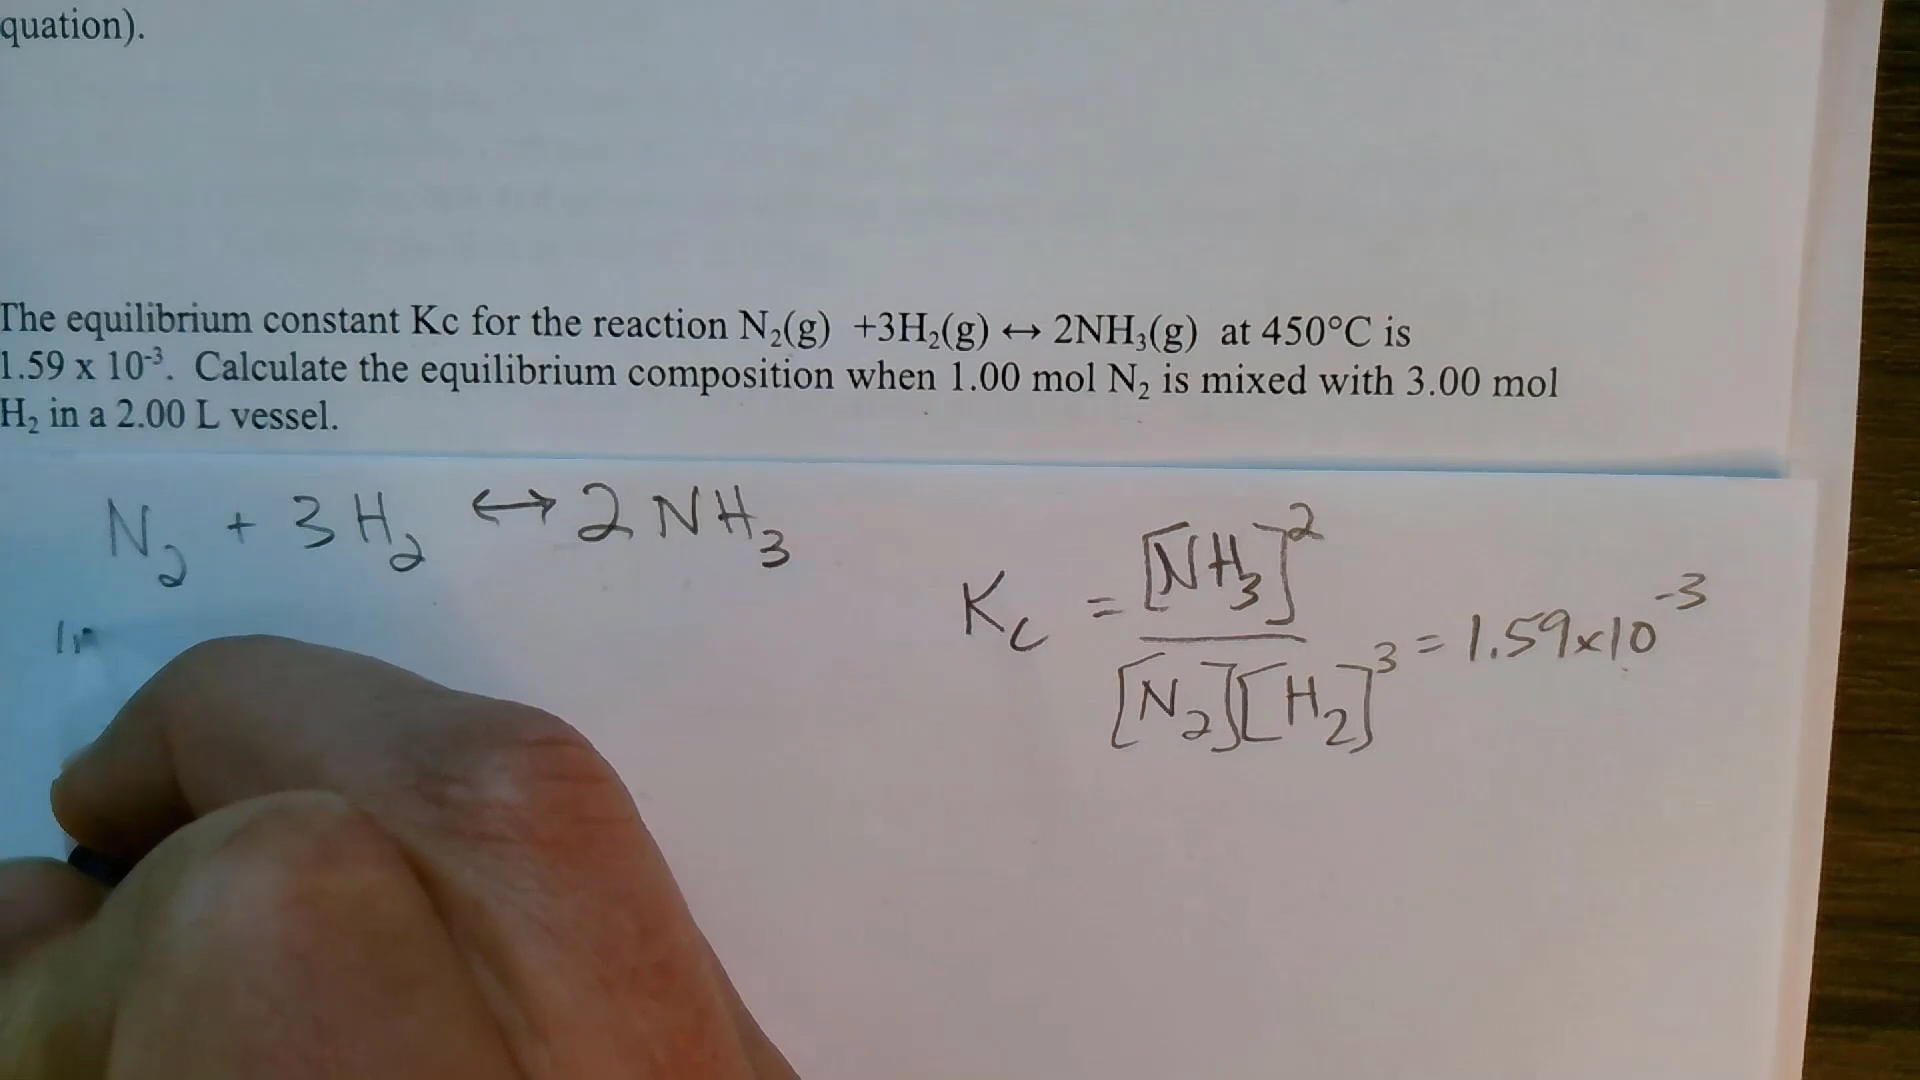 quation).
The equilibrium constant Kc for the reaction N₂(g) +3H₂(g) ↔ 2NH₃(g) at 450°C is
1.59 x 10⁻³. Calculate the equilibrium composition when 1.00 mol N₂ is mixed with 3.00 mol
H₂ in a 2.00 L vessel.
N₂ + 3H₂ ↔ 2NH₃
Kc = [NH₃]² / [N₂][H₂]³ = 1.59x10⁻³
In